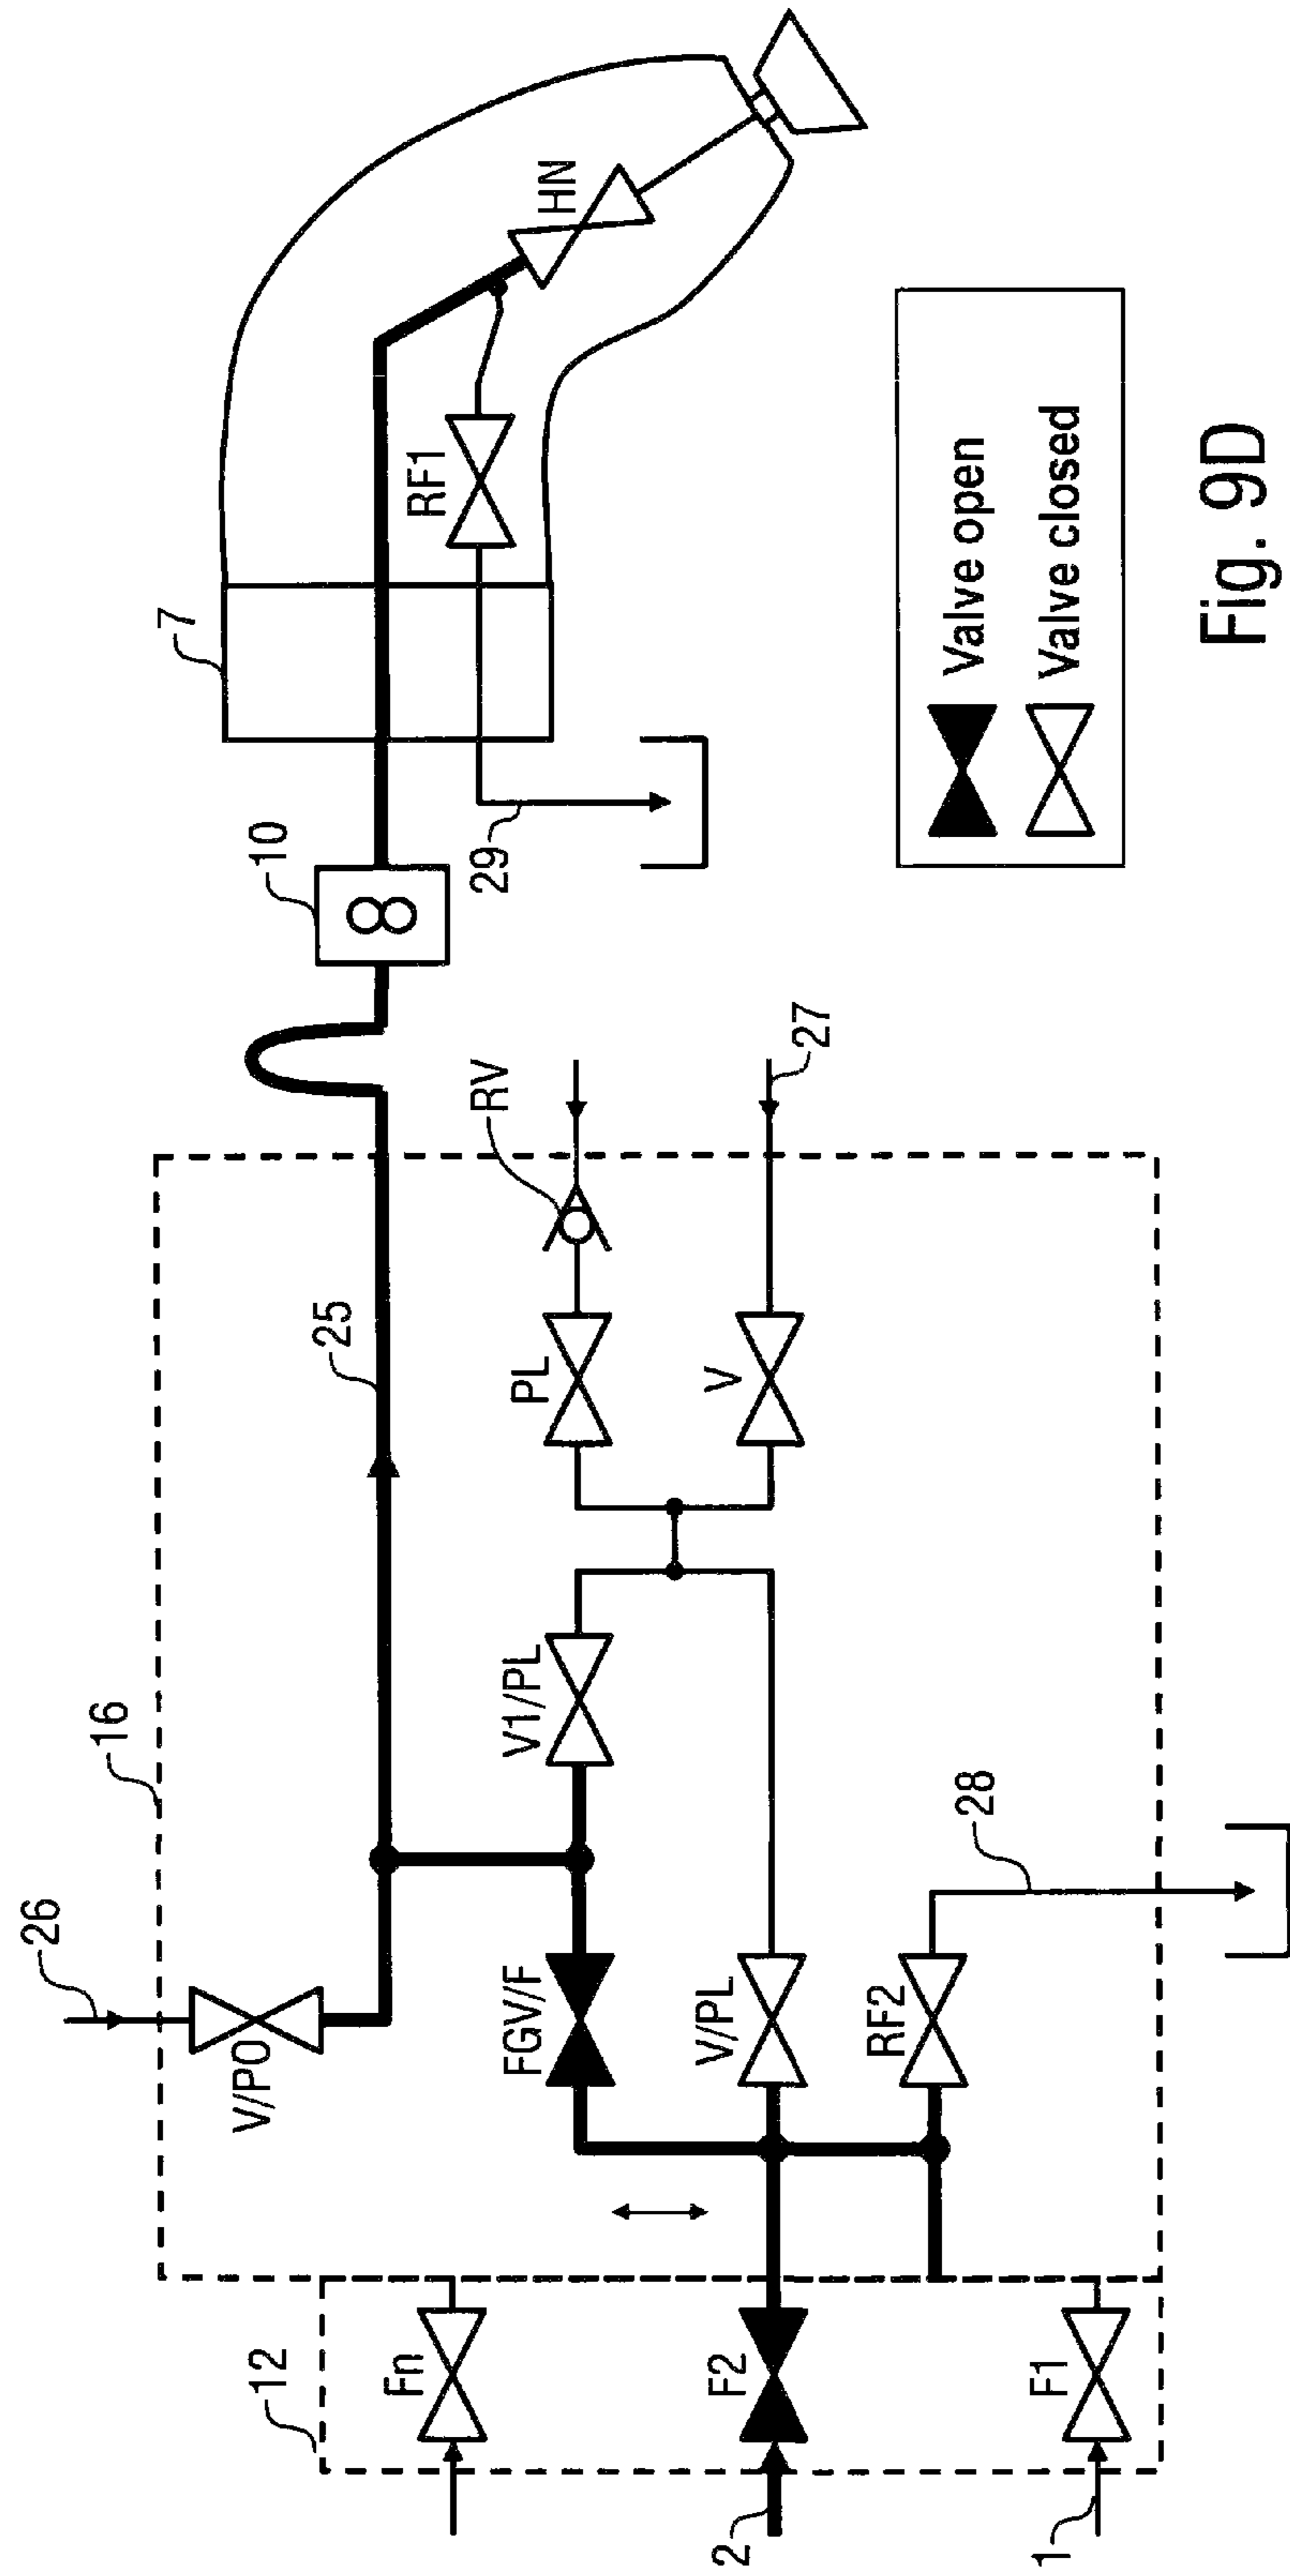 26
16
V/PO
25
10
8
7
RF1
HN
29
RV
PL
V
27
V1/PL
FGV/F
V/PL
RF2
28
12
Fn
F2
F1
2
1
Valve open
Valve closed
Fig. 9D